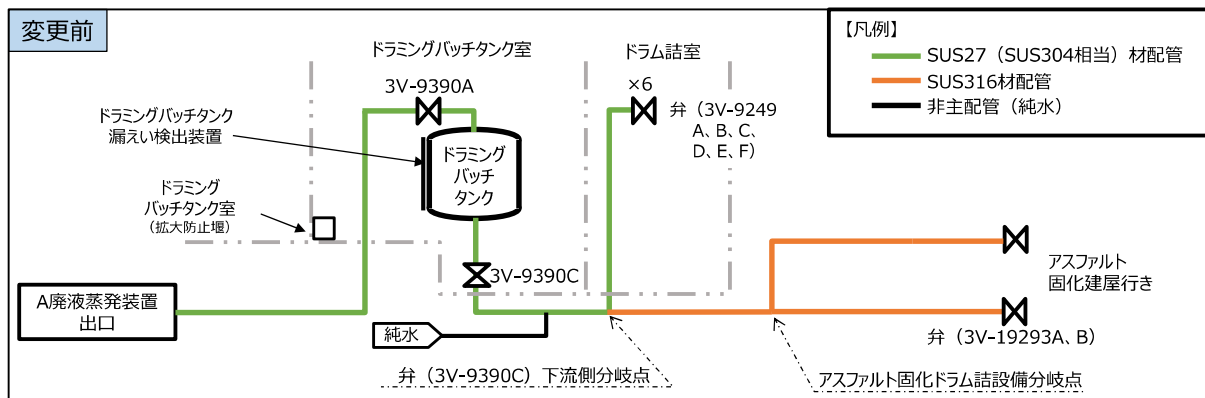 変更前
【凡例】
SUS27（SUS304相当）材配管
SUS316材配管
非主配管（純水）
ドラミングバッチタンク室
ドラム詰室
3V-9390A
×6
弁（3V-9249
A、B、C、
D、E、F）
ドラミングバッチタンク
漏えい検出装置
ドラミング
バッチ
タンク
ドラミング
バッチタンク室
（拡大防止堰）
3V-9390C
アスファルト
固化建屋行き
A廃液蒸発装置
出口
純水
弁（3V-19293A、B）
弁（3V-9390C）下流側分岐点
アスファルト固化ドラム詰設備分岐点